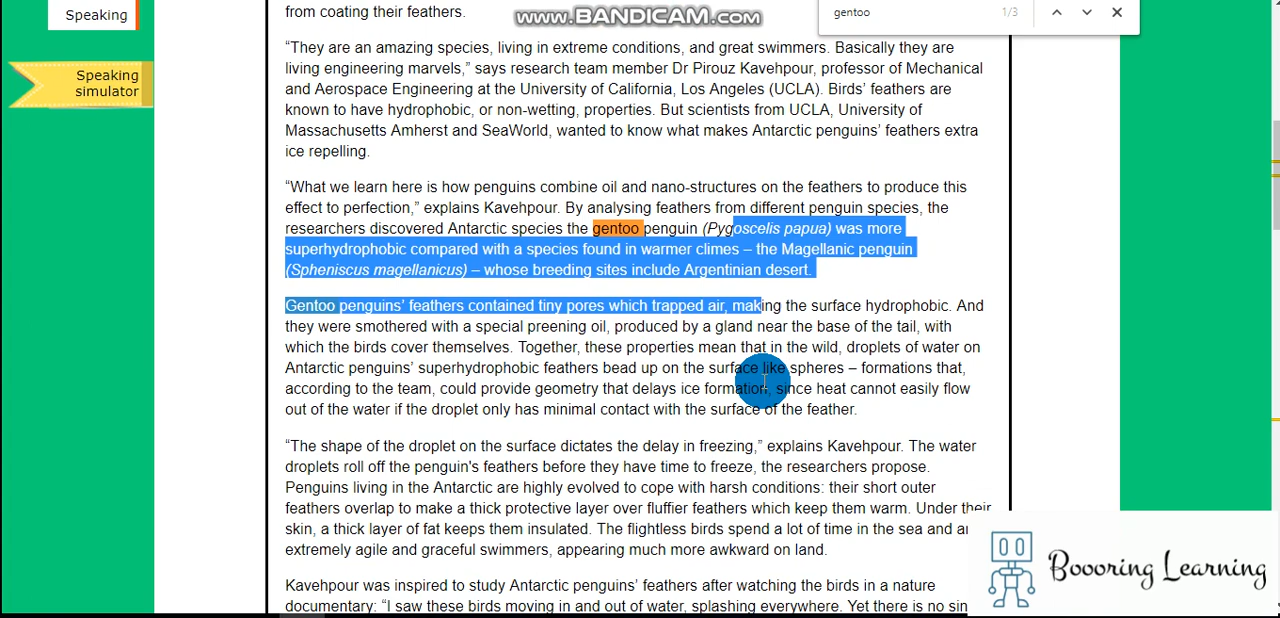 Speaking
Speaking
simulator
www.BANDICAM.com
gentoo
1/3
from coating their feathers.
“They are an amazing species, living in extreme conditions, and great swimmers. Basically they are
living engineering marvels,” says research team member Dr Pirouz Kavehpour, professor of Mechanical
and Aerospace Engineering at the University of California, Los Angeles (UCLA). Birds’ feathers are
known to have hydrophobic, or non-wetting, properties. But scientists from UCLA, University of
Massachusetts Amherst and SeaWorld, wanted to know what makes Antarctic penguins’ feathers extra
ice repelling.
“What we learn here is how penguins combine oil and nano-structures on the feathers to produce this
effect to perfection,” explains Kavehpour. By analysing feathers from different penguin species, the
researchers discovered Antarctic species the gentoo penguin (Pygoscelis papua) was more
superhydrophobic compared with a species found in warmer climes – the Magellanic penguin
(Spheniscus magellanicus) – whose breeding sites include Argentinian desert.
Gentoo penguins’ feathers contained tiny pores which trapped air, making the surface hydrophobic. And
they were smothered with a special preening oil, produced by a gland near the base of the tail, with
which the birds cover themselves. Together, these properties mean that in the wild, droplets of water on
Antarctic penguins’ superhydrophobic feathers bead up on the surface like spheres – formations that,
according to the team, could provide geometry that delays ice formation, since heat cannot easily flow
out of the water if the droplet only has minimal contact with the surface of the feather.
“The shape of the droplet on the surface dictates the delay in freezing,” explains Kavehpour. The water
droplets roll off the penguin's feathers before they have time to freeze, the researchers propose.
Penguins living in the Antarctic are highly evolved to cope with harsh conditions: their short outer
feathers overlap to make a thick protective layer over fluffier feathers which keep them warm. Under their
skin, a thick layer of fat keeps them insulated. The flightless birds spend a lot of time in the sea and
extremely agile and graceful swimmers, appearing much more awkward on land.
Kavehpour was inspired to study Antarctic penguins’ feathers after watching the birds in a nature
documentary: “I saw these birds moving in and out of water, splashing everywhere. Yet there is no
Boooring Learning